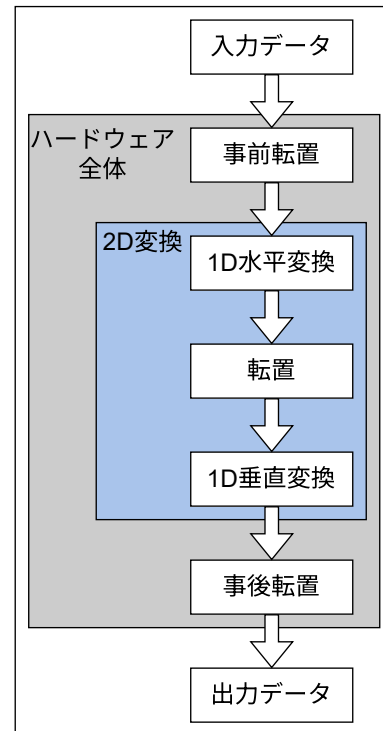 入力データ
ハードウェア
全体
事前転置
2D変換
1D水平変換
転置
1D垂直変換
事後転置
出力データ